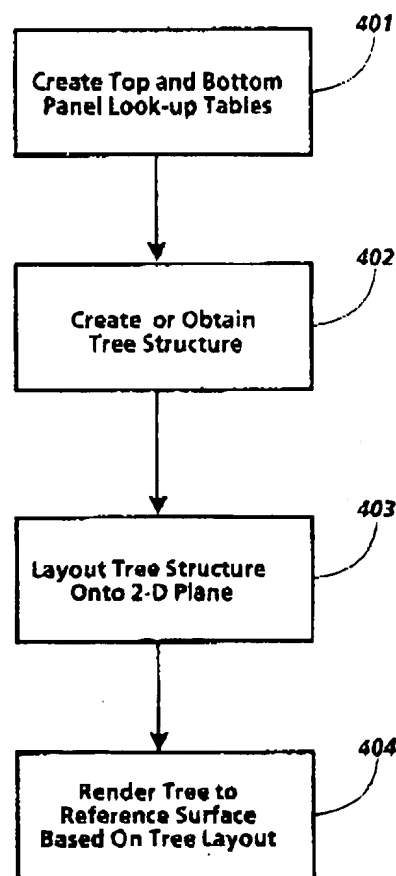 401
Create Top and Bottom
Panel Look-up Tables
402
Create or Obtain
Tree Structure
403
Layout Tree Structure
Onto 2-D Plane
404
Render Tree to
Reference Surface
Based On Tree Layout